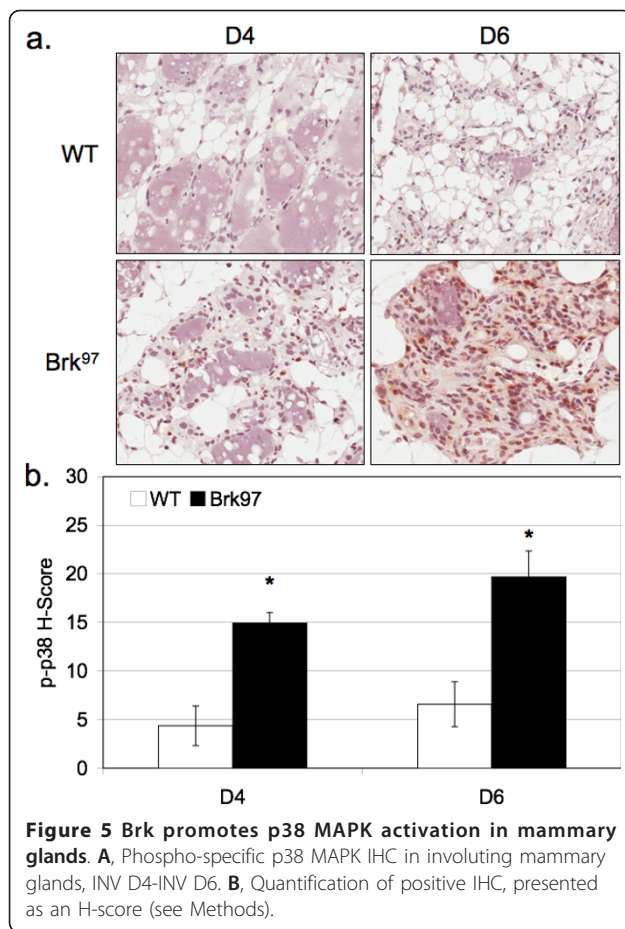 a.
D4 D6
WT
Brk97
b.
30
25
20
15
10
5
0
p-p38 H-Score
WT Brk97
*
*
D4 D6
Figure 5 Brk promotes p38 MAPK activation in mammary
glands. A, Phospho-specific p38 MAPK IHC in involuting mammary
glands, INV D4-INV D6. B, Quantification of positive IHC, presented
as an H-score (see Methods).